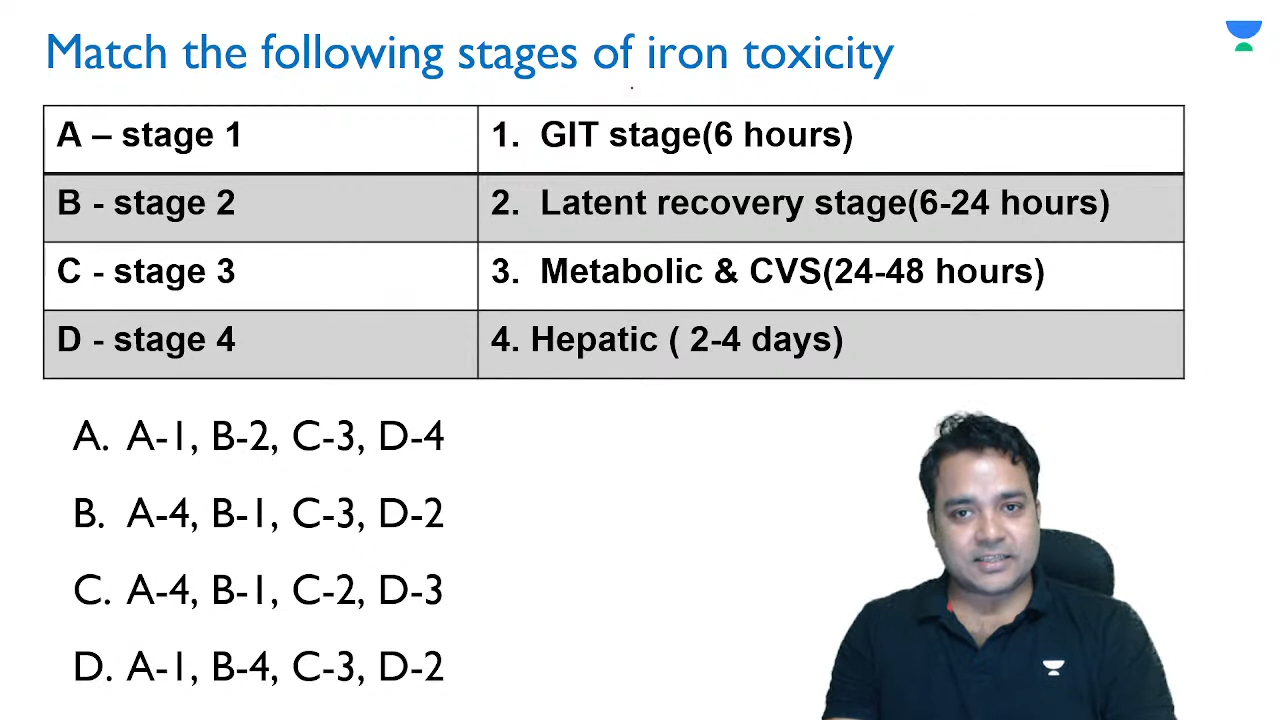 Match the following stages of iron toxicity
A – stage 1
1. GIT stage(6 hours)
B - stage 2
2. Latent recovery stage(6-24 hours)
C - stage 3
3. Metabolic & CVS(24-48 hours)
D - stage 4
4. Hepatic ( 2-4 days)
A. A-1, B-2, C-3, D-4
B. A-4, B-1, C-3, D-2
C. A-4, B-1, C-2, D-3
D. A-1, B-4, C-3, D-2